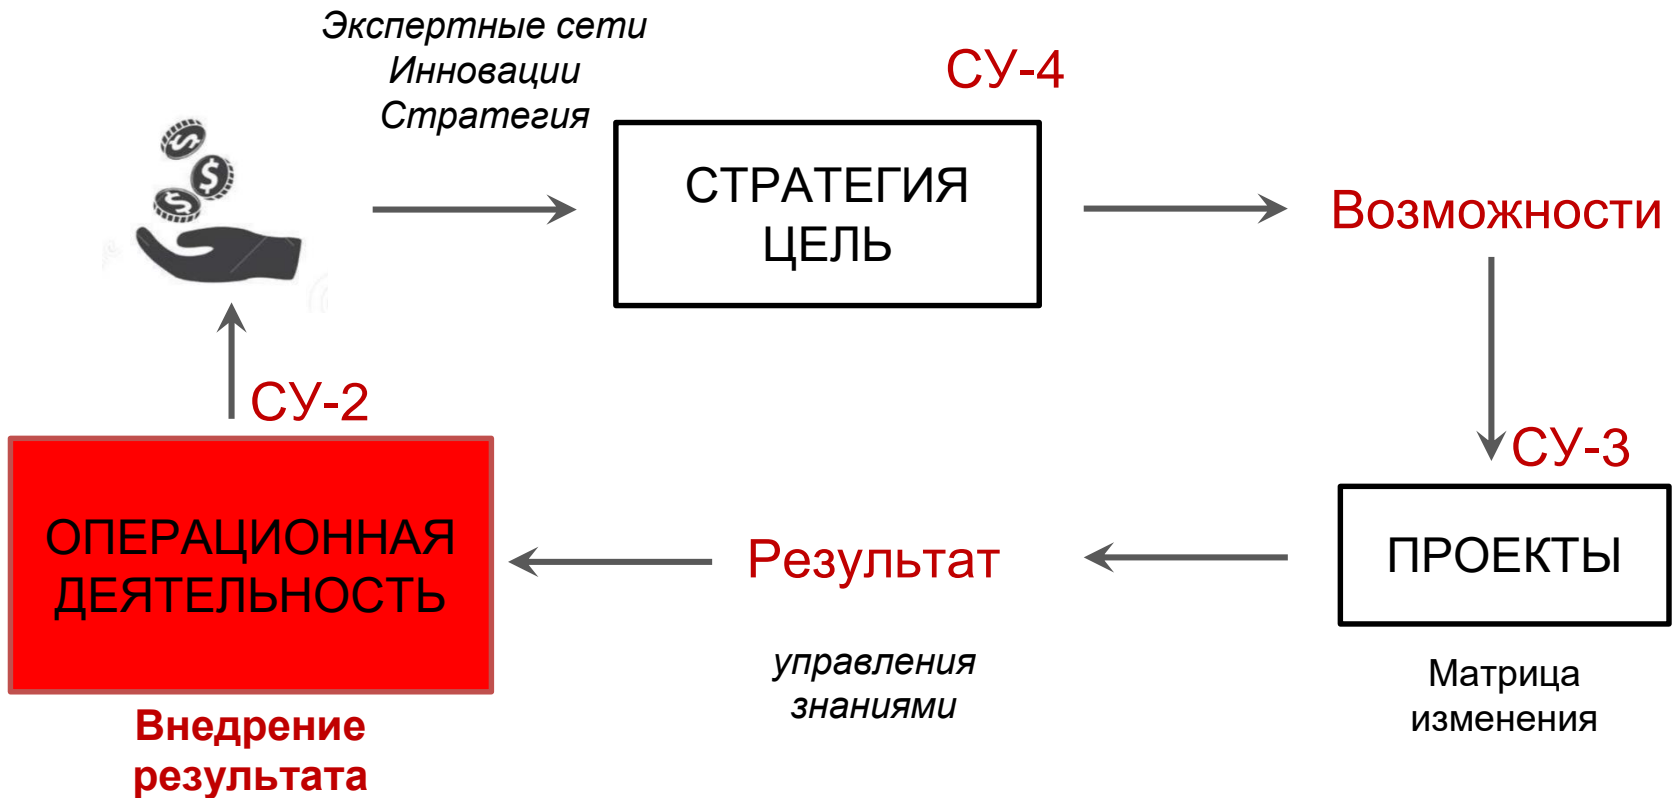 Экспертные сети
Инновации
Стратегия
СУ-4
СТРАТЕГИЯ
ЦЕЛЬ
Возможности
СУ-2
СУ-3
ОПЕРАЦИОННАЯ
ДЕЯТЕЛЬНОСТЬ
Результат
ПРОЕКТЫ
управления
знаниями
Матрица
изменения
Внедрение
результата